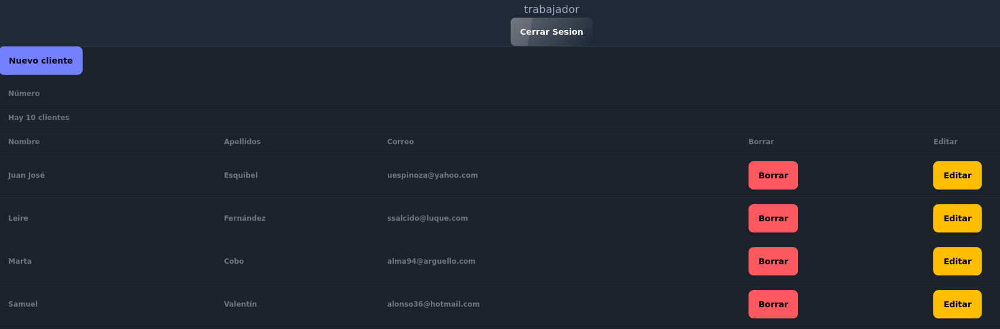 trabajador
Cerrar Sesion
Nuevo cliente
Número
Hay 10 clientes
Nombre Apellidos Correo Borrar Editar
Juan José Esquibel uespinoza@yahoo.com Borrar Editar
Leire Fernández ssalcido@luque.com Borrar Editar
Marta Cobo alma94@arguello.com Borrar Editar
Samuel Valentín alonso36@hotmail.com Borrar Editar